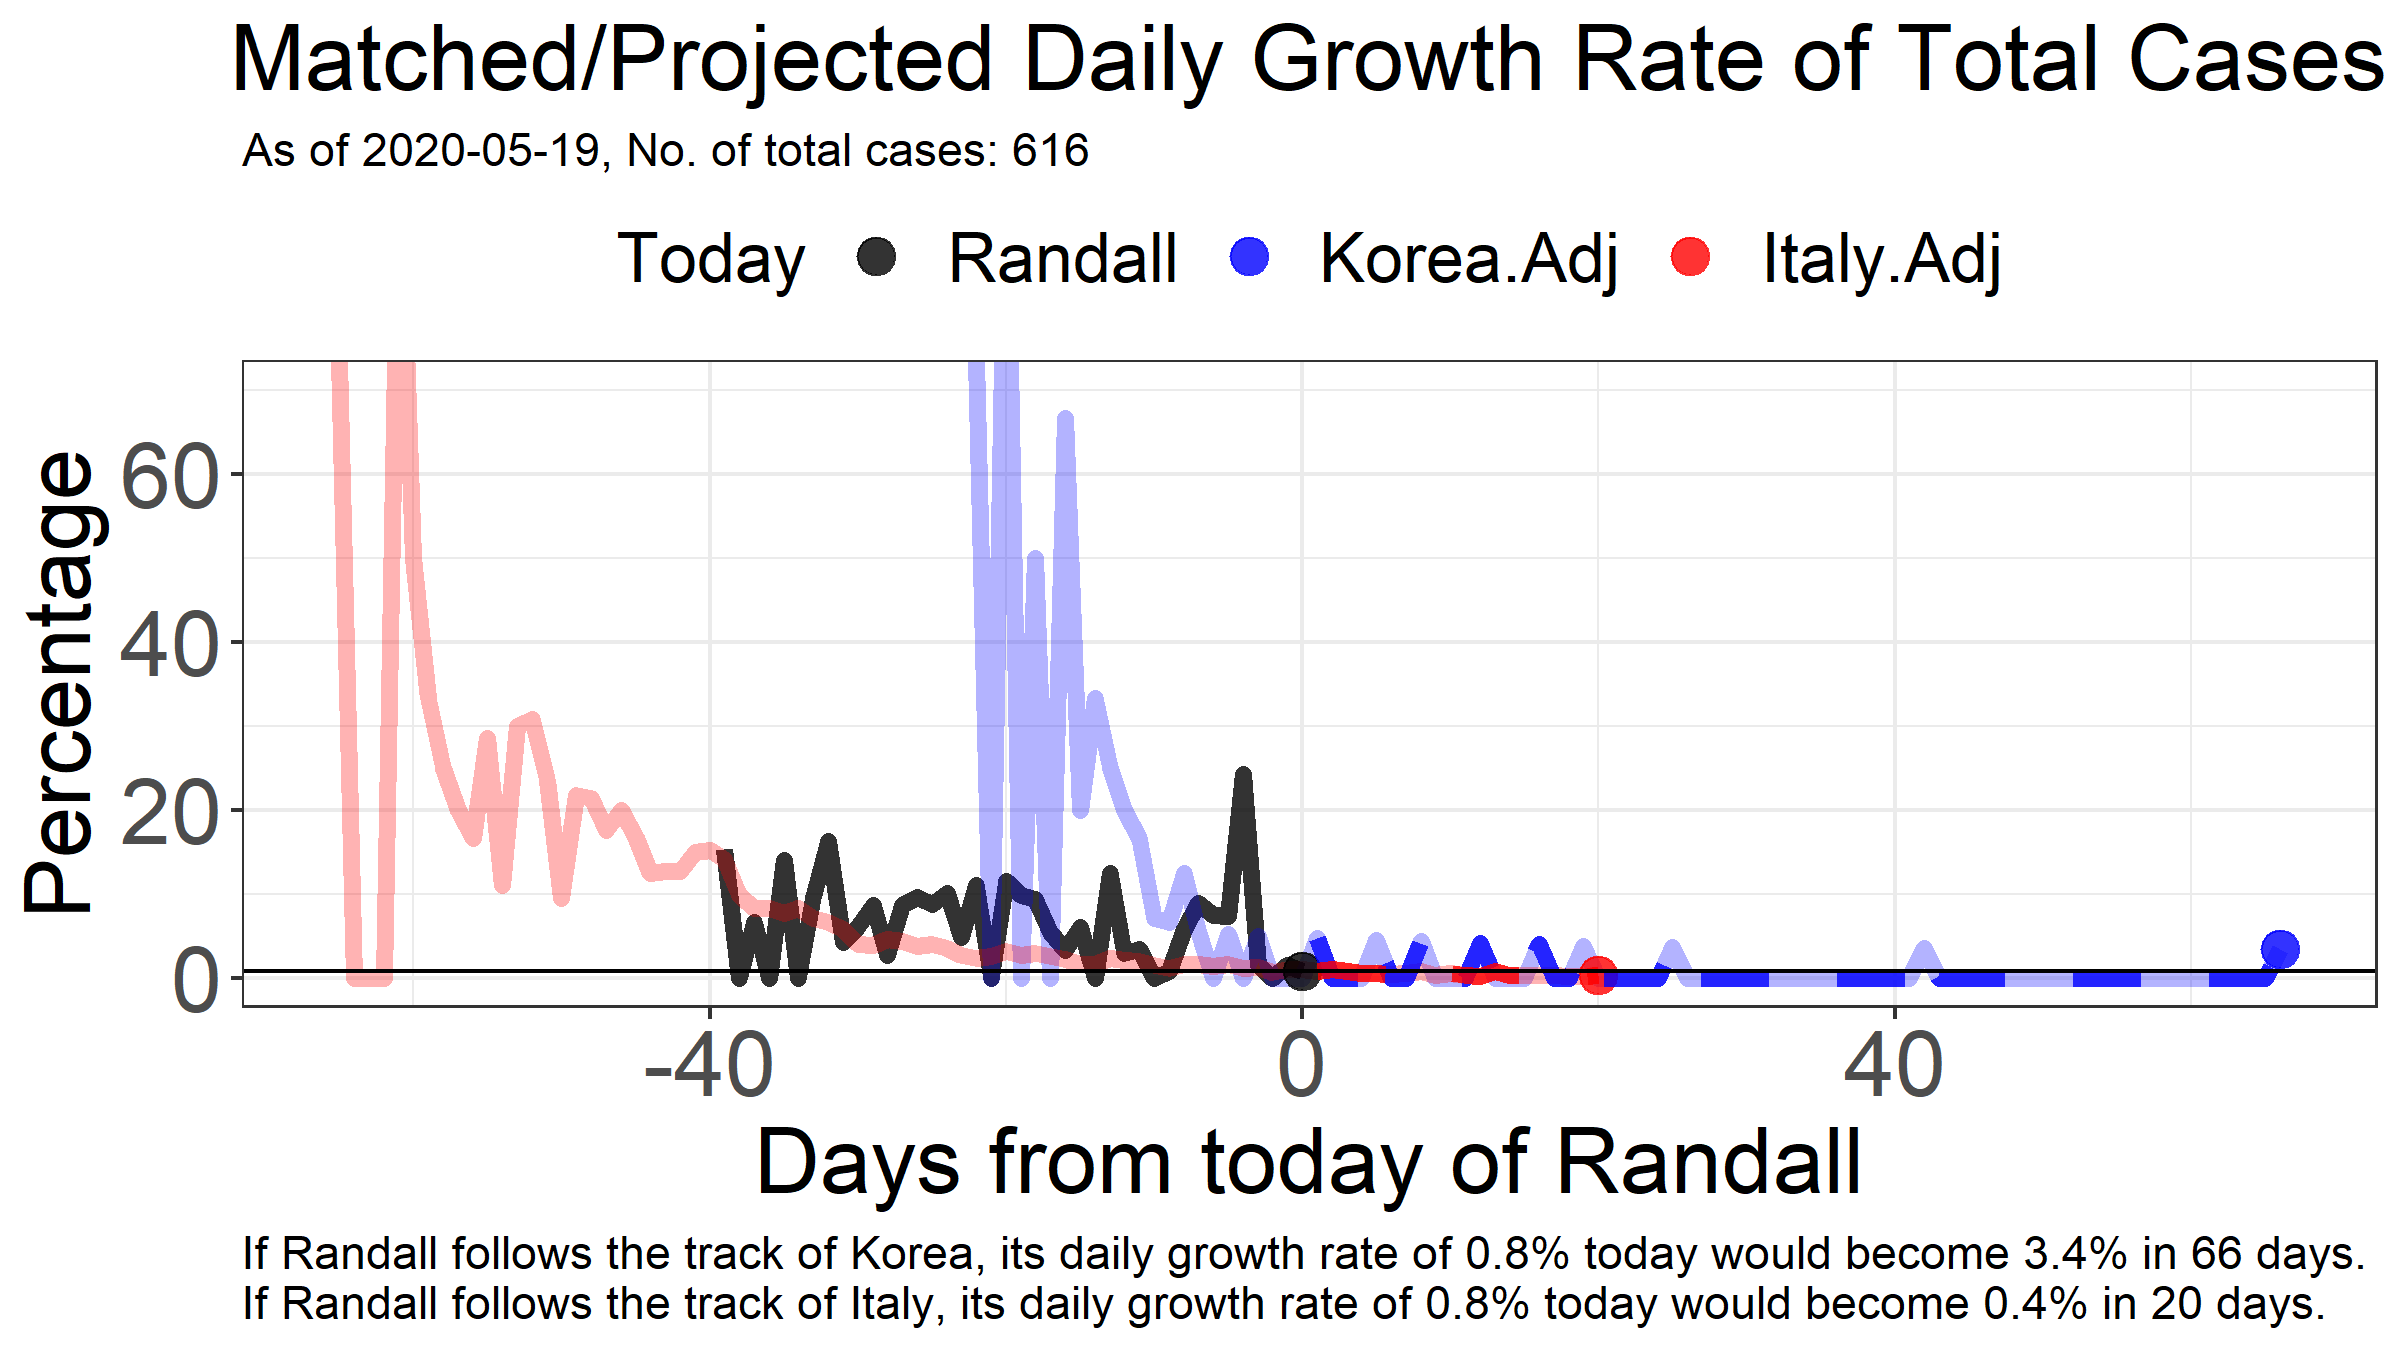 Matched/Projected Daily Growth Rate of Total Cases
As of 2020-05-19, No. of total cases: 616
Today Randall Korea.Adj Italy.Adj
Percentage
60
40
20
0
-40 0 40
Days from today of Randall
If Randall follows the track of Korea, its daily growth rate of 0.8% today would become 3.4% in 66 days.
If Randall follows the track of Italy, its daily growth rate of 0.8% today would become 0.4% in 20 days.